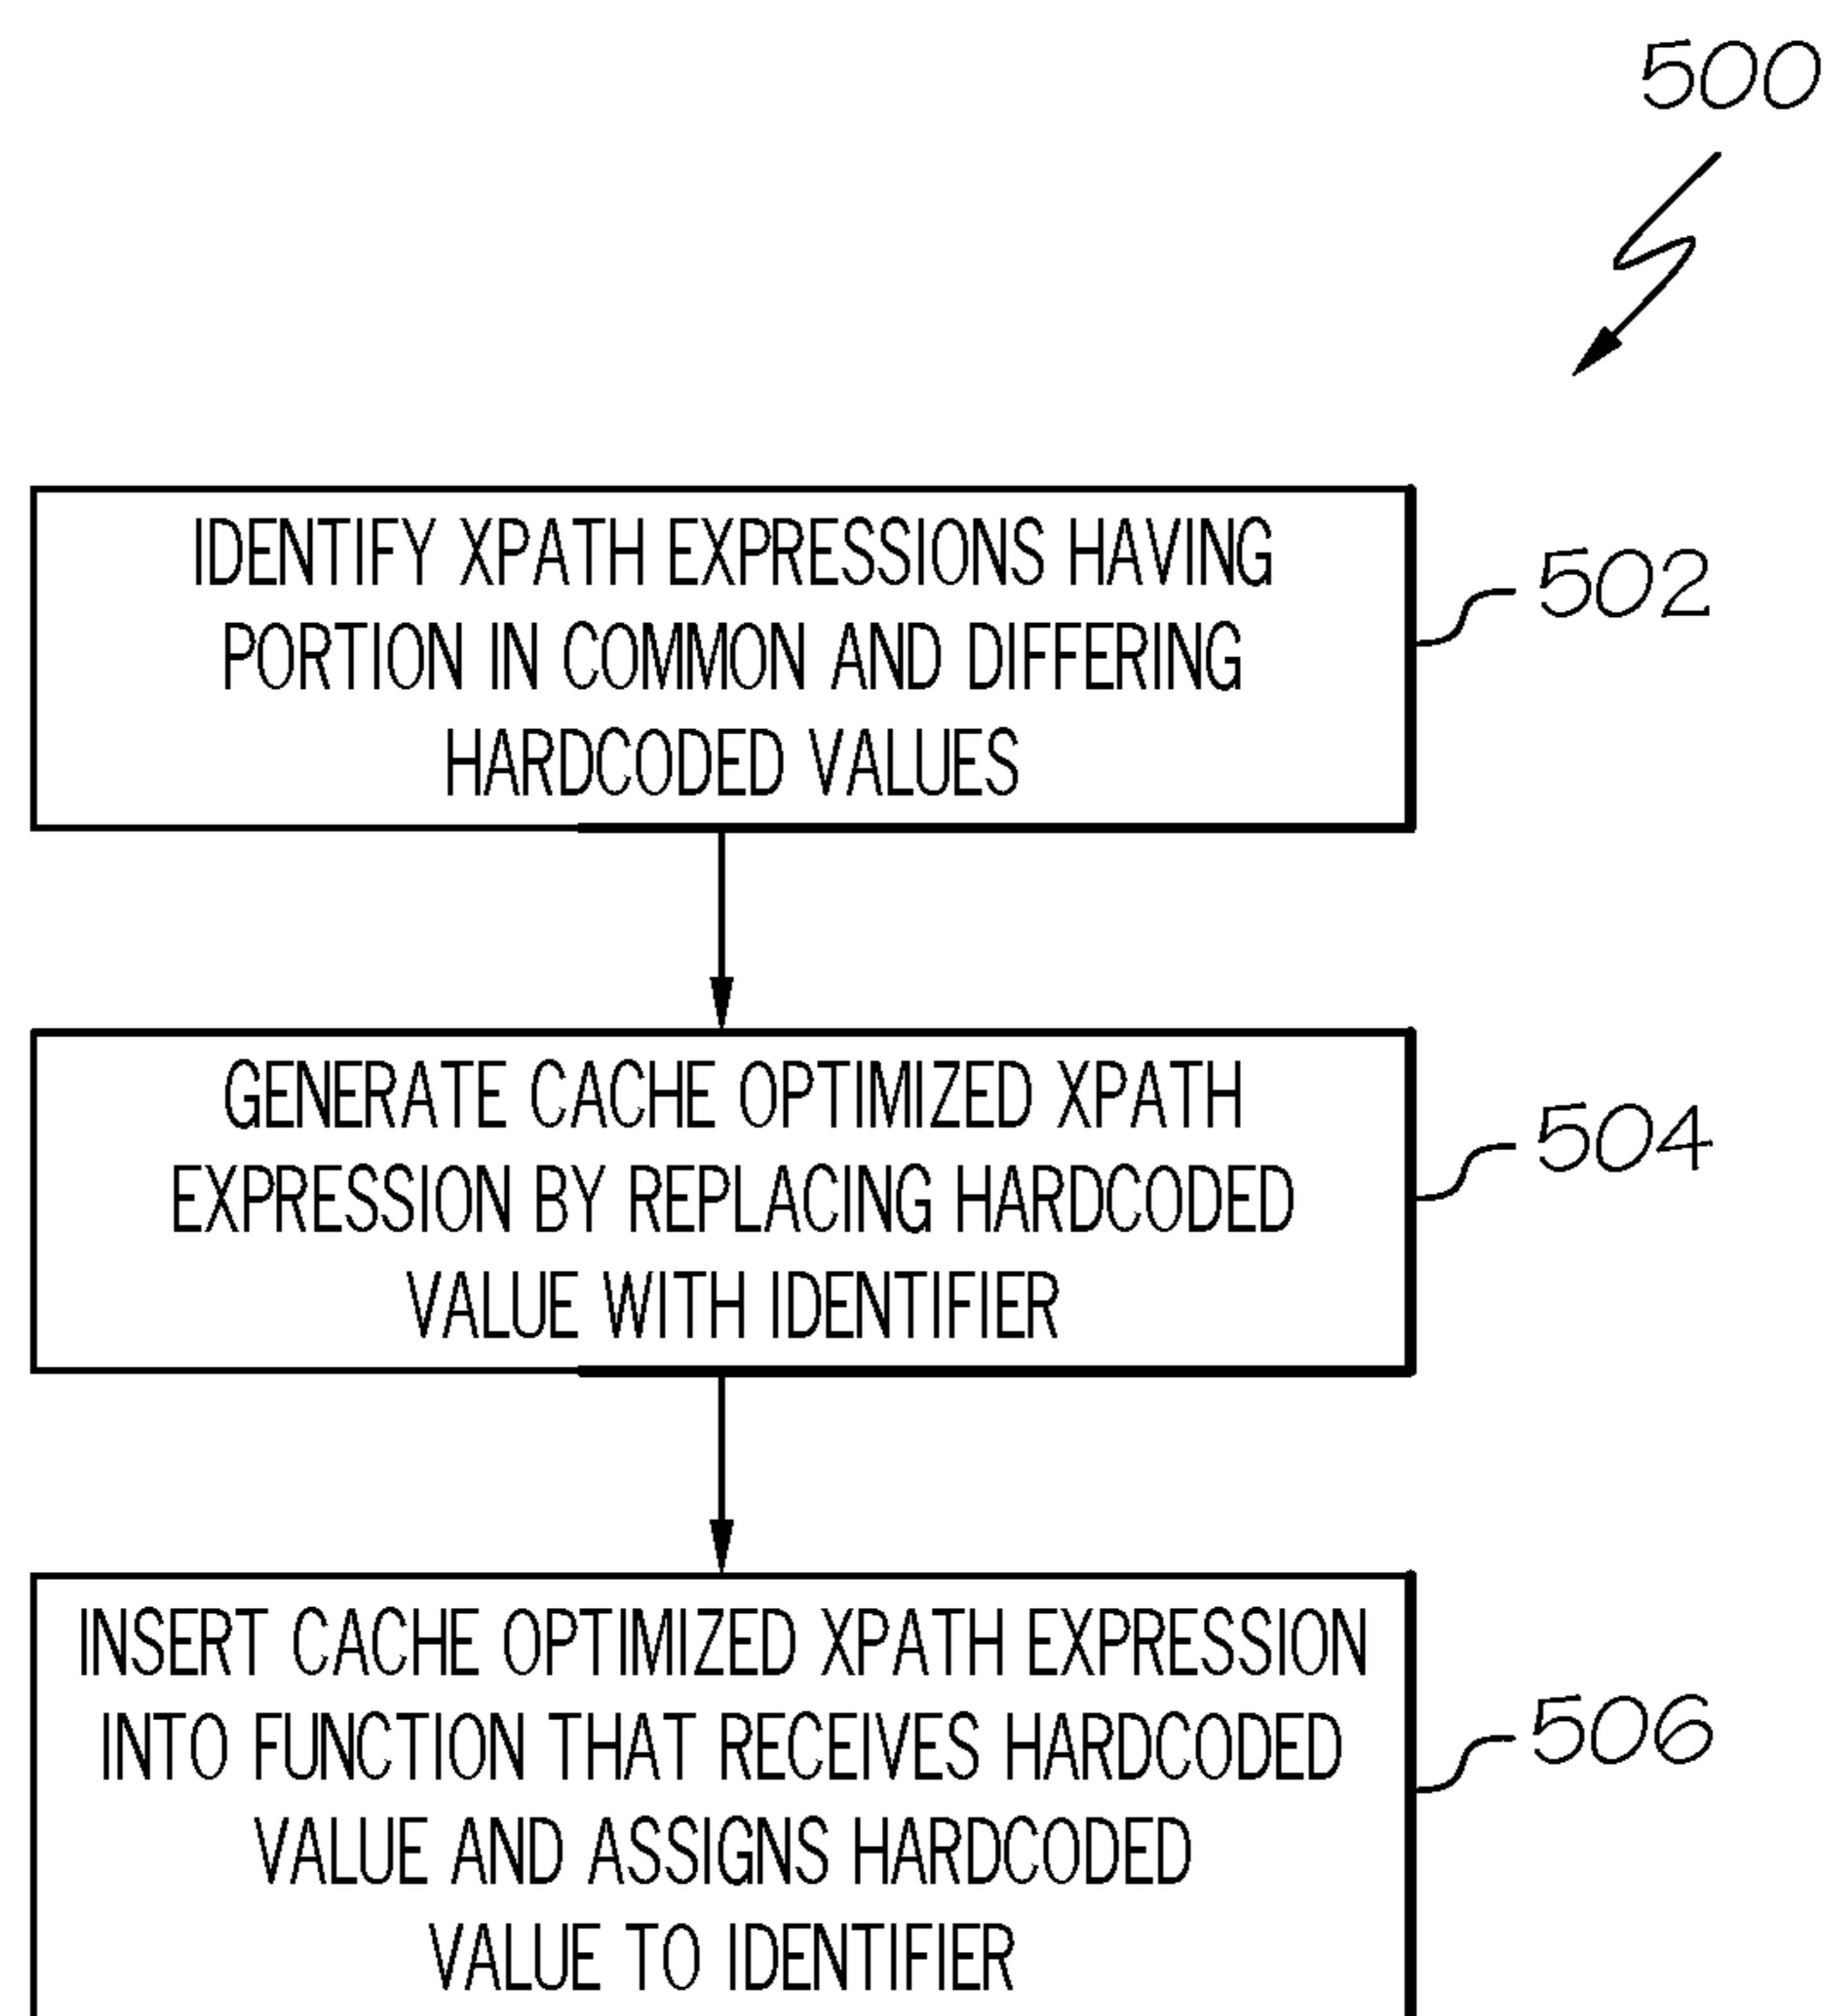 500
IDENTIFY XPATH EXPRESSIONS HAVING
PORTION IN COMMON AND DIFFERING
HARDCODED VALUES
502
GENERATE CACHE OPTIMIZED XPATH
EXPRESSION BY REPLACING HARDCODED
VALUE WITH IDENTIFIER
504
INSERT CACHE OPTIMIZED XPATH EXPRESSION
INTO FUNCTION THAT RECEIVES HARDCODED
VALUE AND ASSIGNS HARDCODED
VALUE TO IDENTIFIER
506